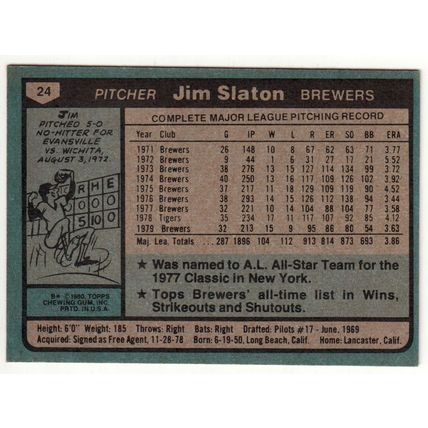 24 PITCHER Jim Slaton BREWERS
JIM
PITCHED 5-0
NO-HITTER FOR
EVANSVILLE
VS. WICHITA,
AUGUST 3, 1972.
R H E
0 0 0
5 10 0
B* © 1980 TOPPS
CHEWING GUM, INC.
PRTD. IN U.S.A.
COMPLETE MAJOR LEAGUE PITCHING RECORD
Year Club G IP W L R ER SO BB ERA
1971 Brewers 26 148 10 8 77 62 63 71 3.77
1972 Brewers 9 44 1 6 31 27 17 21 5.52
1973 Brewers 38 276 13 15 127 114 134 99 3.72
1974 Brewers 40 250 13 16 117 109 126 102 3.92
1975 Brewers 37 217 11 18 129 109 119 90 4.52
1976 Brewers 38 293 14 15 123 112 138 94 3.44
1977 Brewers 32 221 10 14 96 88 104 77 3.58
1978 Tigers 35 234 17 11 117 107 92 85 4.12
1979 Brewers 32 213 15 9 95 86 80 54 3.63
Maj. Lea. Totals 287 1896 104 112 913 814 873 693 3.86
★ Was named to A.L. All-Star Team for the
1977 Classic in New York.
★ Tops Brewers' all-time list in Wins,
Strikeouts and Shutouts.
Height: 6'0" Weight: 185 Throws: Right Bats: Right Drafted: Pilots #17 - June, 1969
Acquired: Signed as Free Agent, 11-28-78 Born: 6-19-50, Long Beach, Calif. Home: Lancaster, Calif.